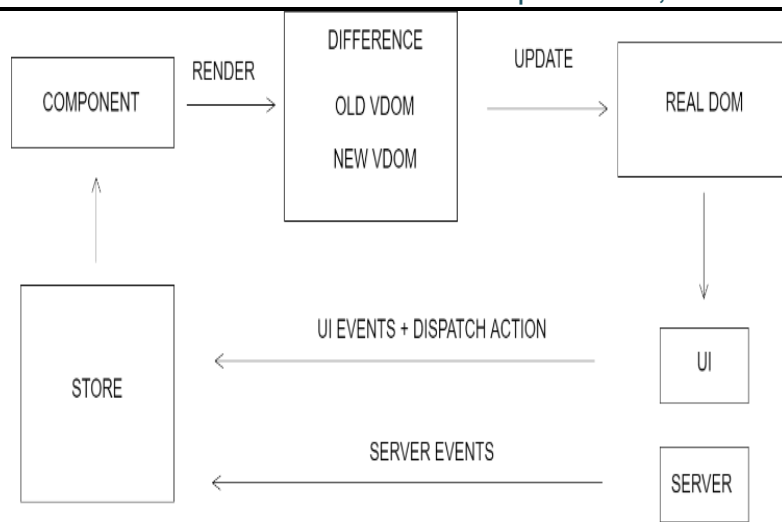 DIFFERENCE
COMPONENT
RENDER
OLD VDOM
NEW VDOM
UPDATE
REAL DOM
STORE
UI EVENTS + DISPATCH ACTION
UI
SERVER EVENTS
SERVER